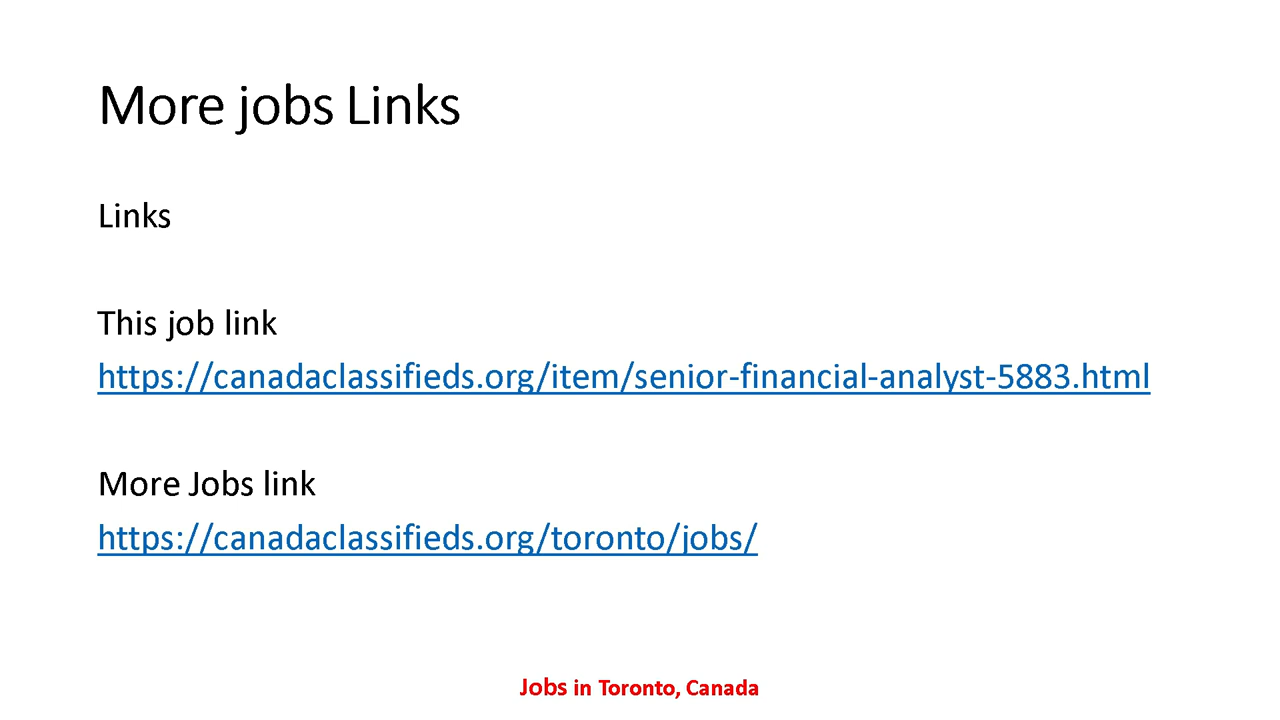 More jobs Links
Links
This job link
https://canadaclassifieds.org/item/senior-financial-analyst-5883.html
More Jobs link
https://canadaclassifieds.org/toronto/jobs/
Jobs in Toronto, Canada